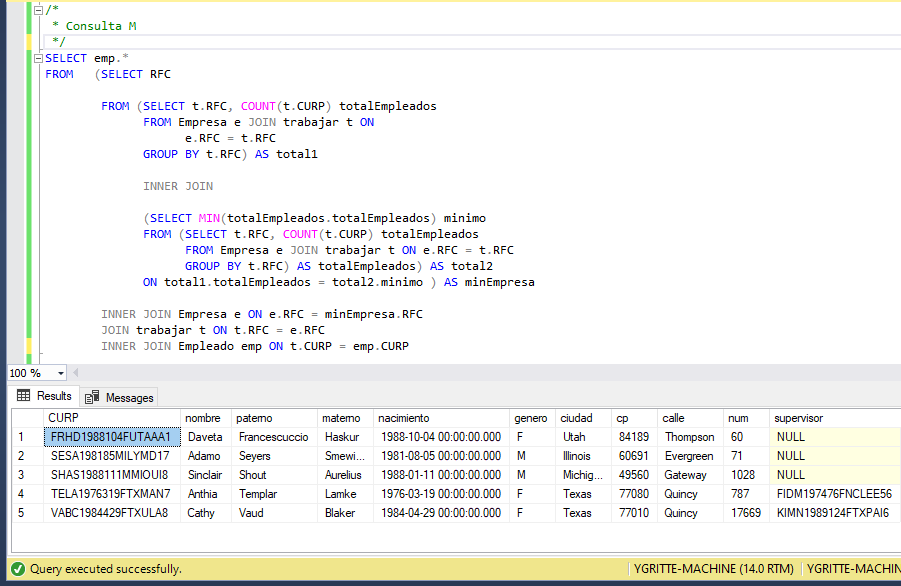 /*
* Consulta M
*/
SELECT emp.*
FROM (SELECT RFC
FROM (SELECT t.RFC, COUNT(t.CURP) totalEmpleados
FROM Empresa e JOIN trabajar t ON
e.RFC = t.RFC
GROUP BY t.RFC) AS total1
INNER JOIN
(SELECT MIN(totalEmpleados.totalEmpleados) minimo
FROM (SELECT t.RFC, COUNT(t.CURP) totalEmpleados
FROM Empresa e JOIN trabajar t ON e.RFC = t.RFC
GROUP BY t.RFC) AS totalEmpleados) AS total2
ON total1.totalEmpleados = total2.minimo ) AS minEmpresa
INNER JOIN Empresa e ON e.RFC = minEmpresa.RFC
JOIN trabajar t ON t.RFC = e.RFC
INNER JOIN Empleado emp ON t.CURP = emp.CURP
100 %
Results Messages
CURP nombre paterno materno nacimiento genero ciudad cp calle num supervisor
1 FRHD1988104FUTAAA1 Daveta Francescuccio Haskur 1988-10-04 00:00:00.000 F Utah 84189 Thompson 60 NULL
2 SESA198185MILYMD17 Adamo Seyers Smewi... 1981-08-05 00:00:00.000 M Illinois 60691 Evergreen 71 NULL
3 SHAS1988111MMIOUI8 Sinclair Shout Aurelius 1988-01-11 00:00:00.000 M Michig... 49560 Gateway 1028 NULL
4 TELA1976319FTXMAN7 Anthia Templar Lamke 1976-03-19 00:00:00.000 F Texas 77080 Quincy 787 FIDM197476FNCLEE56
5 VABC1984429FTXULA8 Cathy Vaud Blaker 1984-04-29 00:00:00.000 F Texas 77010 Quincy 17669 KIMN1989124FTXPAI6
Query executed successfully. YGRITTE-MACHINE (14.0 RTM) YGRITTE-MACHIN